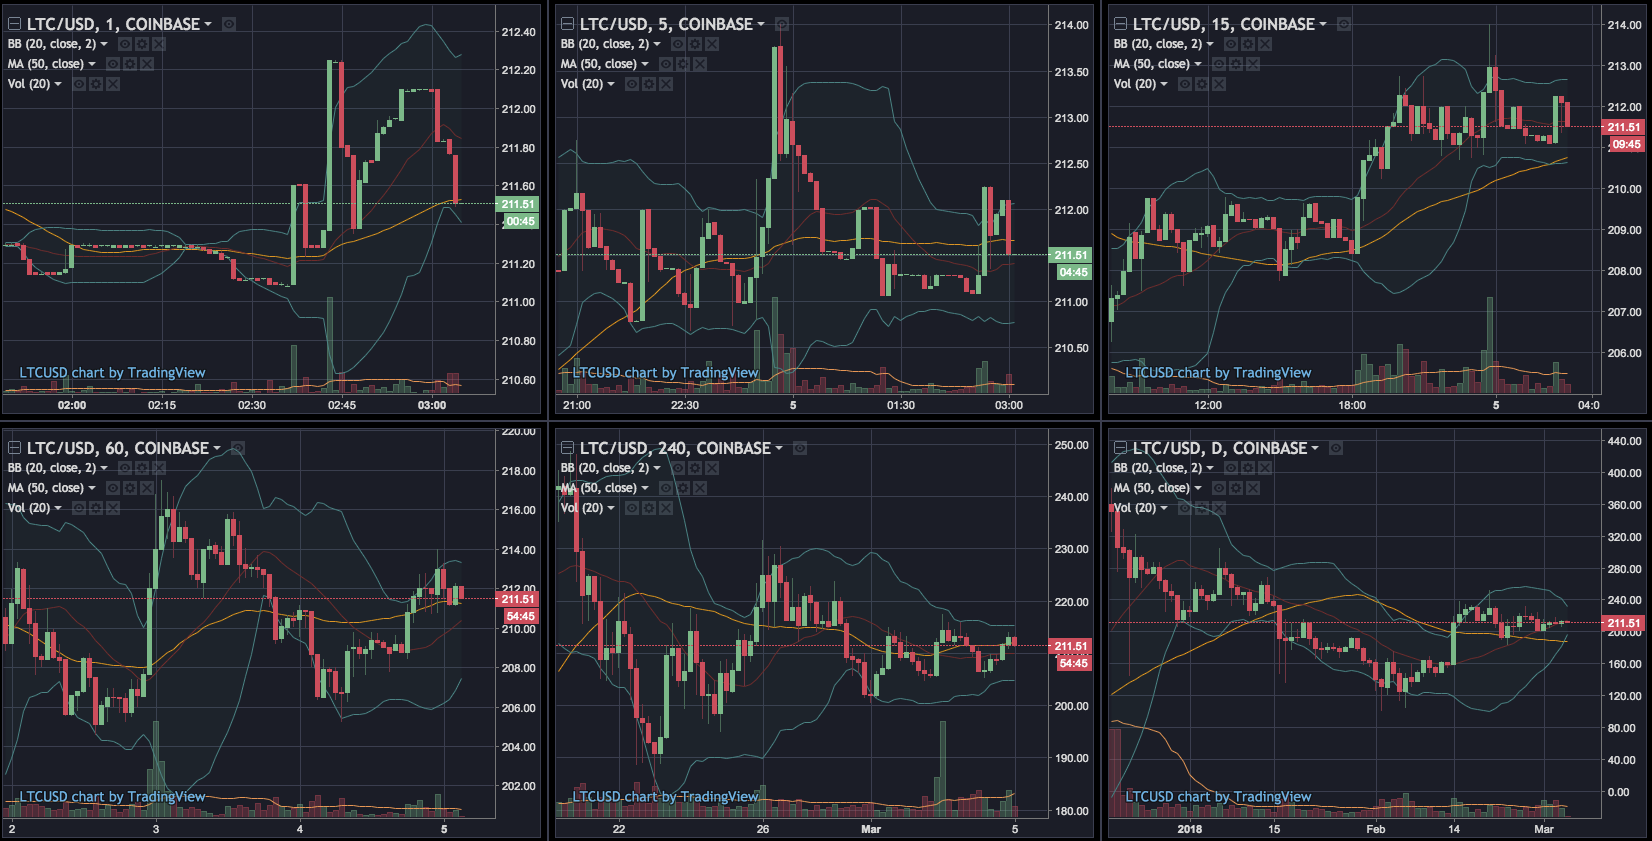 LTC/USD, 1, COINBASE
BB (20, close, 2)
MA (50, close)
Vol (20)
212.40
212.20
212.00
211.80
211.60
211.51
00:45
211.20
211.00
210.80
210.60
LTCUSD chart by TradingView
02:00 02:15 02:30 02:45 03:00
LTC/USD, 5, COINBASE
BB (20, close, 2)
MA (50, close)
Vol (20)
214.00
213.50
213.00
212.50
212.00
211.51
04:45
211.00
210.50
LTCUSD chart by TradingView
21:00 22:30 5 01:30 03:00
LTC/USD, 15, COINBASE
BB (20, close, 2)
MA (50, close)
Vol (20)
214.00
213.00
212.00
211.51
09:45
210.00
209.00
208.00
207.00
206.00
LTCUSD chart by TradingView
12:00 18:00 5 04:0
LTC/USD, 60, COINBASE
BB (20, close, 2)
MA (50, close)
Vol (20)
220.00
218.00
216.00
214.00
212.00
211.51
54:45
210.00
208.00
206.00
204.00
202.00
LTCUSD chart by TradingView
2 3 4 5
LTC/USD, 240, COINBASE
BB (20, close, 2)
MA (50, close)
Vol (20)
250.00
240.00
230.00
220.00
211.51
54:45
200.00
190.00
180.00
LTCUSD chart by TradingView
22 26 Mar 5
LTC/USD, D, COINBASE
BB (20, close, 2)
MA (50, close)
Vol (20)
440.00
400.00
360.00
320.00
280.00
240.00
211.51
200.00
160.00
120.00
80.00
40.00
0.00
LTCUSD chart by TradingView
2018 15 Feb 14 Mar